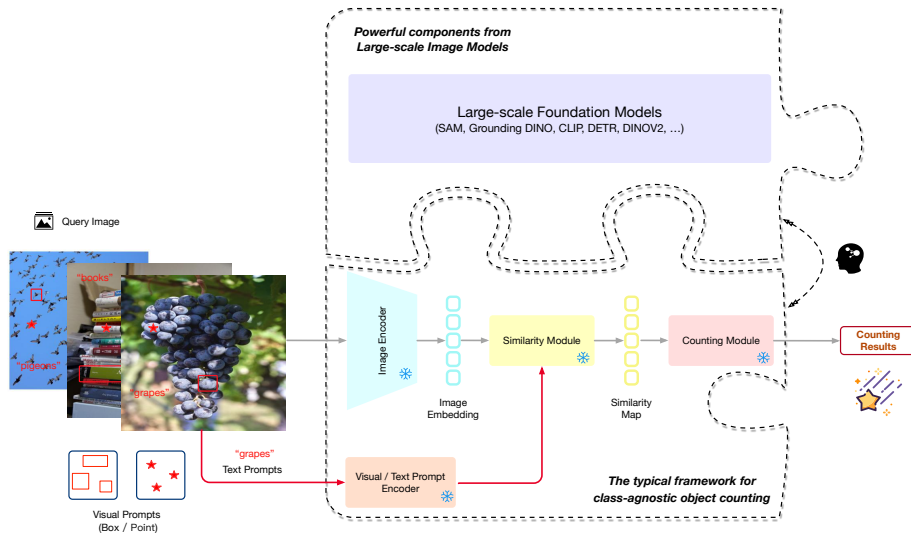 Powerful components from
Large-scale Image Models
Large-scale Foundation Models
(SAM, Grounding DINO, CLIP, DETR, DINOV2, ...)
Query Image
"books"
"pigeons"
"grapes"
Image Encoder
Image
Embedding
Similarity Module
Similarity
Map
Counting Module
Counting
Results
"grapes"
Text Prompts
Visual / Text Prompt
Encoder
The typical framework for
class-agnostic object counting
Visual Prompts
(Box / Point)